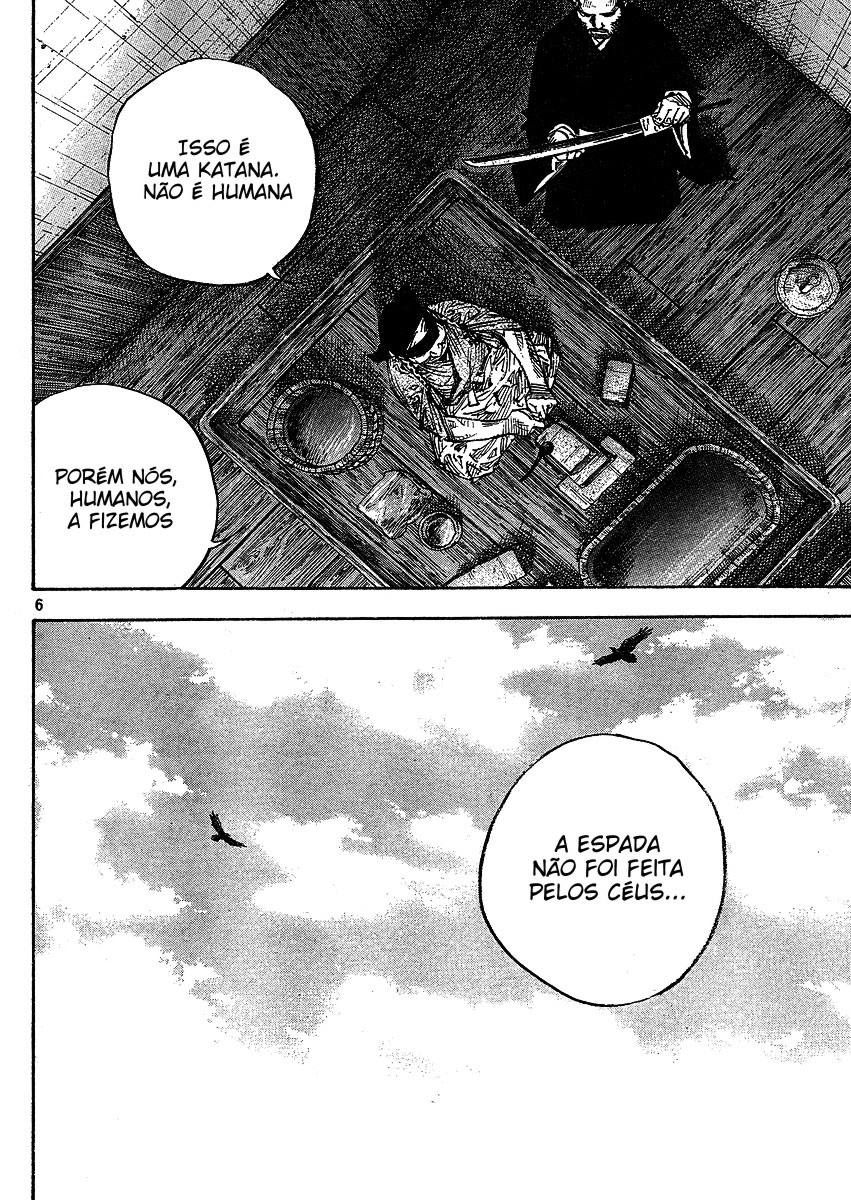 ISSO É
UMA KATANA.
NÃO É HUMANA
PORÉM NÓS,
HUMANOS,
A FIZEMOS
6
A ESPADA
NÃO FOI FEITA
PELOS CÉUS...